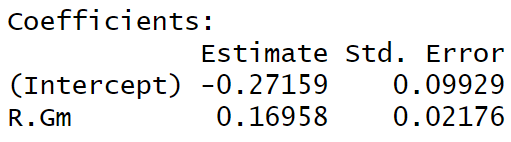 Coefficients:
Estimate Std. Error
(Intercept) -0.27159 0.09929
R.Gm 0.16958 0.02176